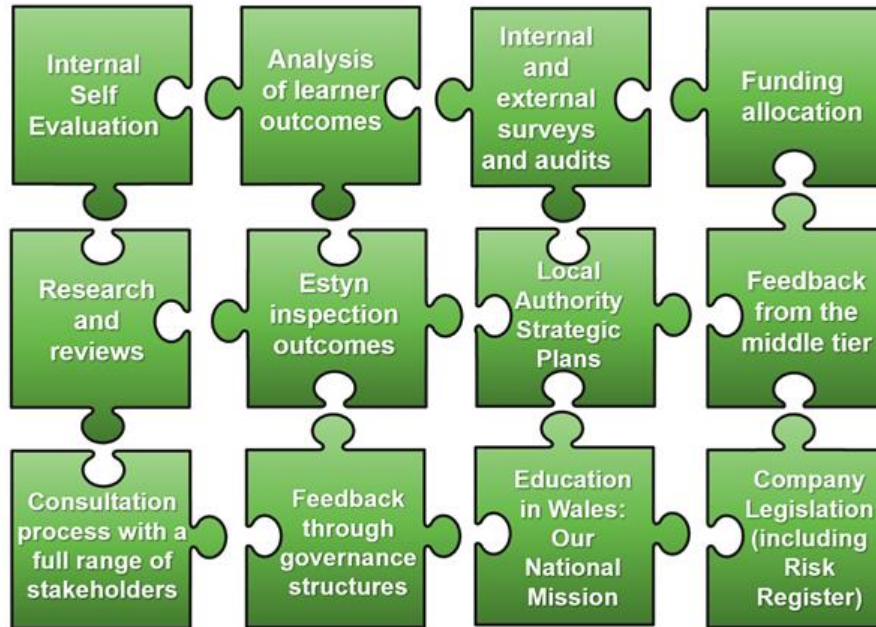 Internal
Self
Evaluation
Analysis
of learner
outcomes
Internal
and
external
surveys
and audits
Funding
allocation
Research
and
reviews
Estyn
inspection
outcomes
Local
Authority
Strategic
Plans
Feedback
from the
middle tier
Consultation
process with a
full range of
stakeholders
Feedback
through
governance
structures
Education
in Wales:
Our
National
Mission
Company
Legislation
(including
Risk
Register)